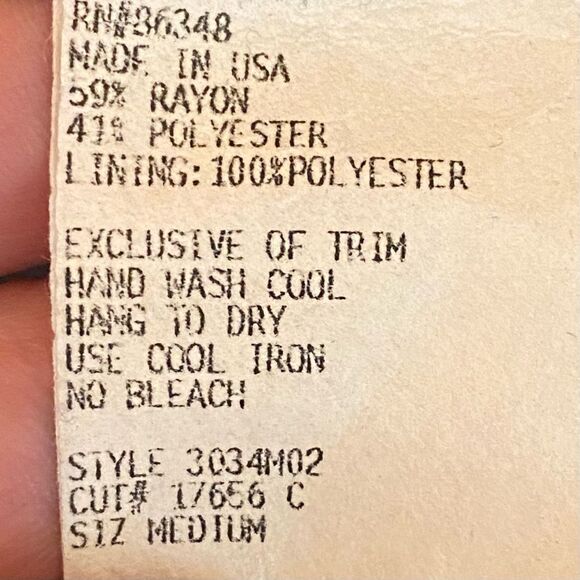 RN#86348
MADE IN USA
59% RAYON
41% POLYESTER
LINING:100%POLYESTER
EXCLUSIVE OF TRIM
HAND WASH COOL
HANG TO DRY
USE COOL IRON
NO BLEACH
STYLE 3034M02
CUT# 17656 C
SIZ MEDIUM